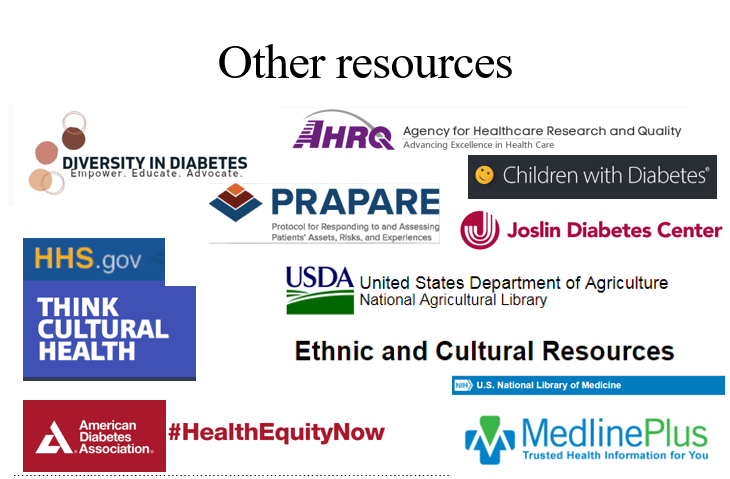 Other resources
DIVERSITY IN DIABETES
Empower. Educate. Advocate.
AHRQ
Agency for Healthcare Research and Quality
Advancing Excellence in Health Care
Children with Diabetes®
PRAPARE
Protocol for Responding to and Assessing
Patients' Assets, Risks, and Experiences
Joslin Diabetes Center
HHS.gov
USDA
United States Department of Agriculture
National Agricultural Library
THINK
CULTURAL
HEALTH
Ethnic and Cultural Resources
NIH U.S. National Library of Medicine
American
Diabetes
Association®
#HealthEquityNow
MedlinePlus
Trusted Health Information for You